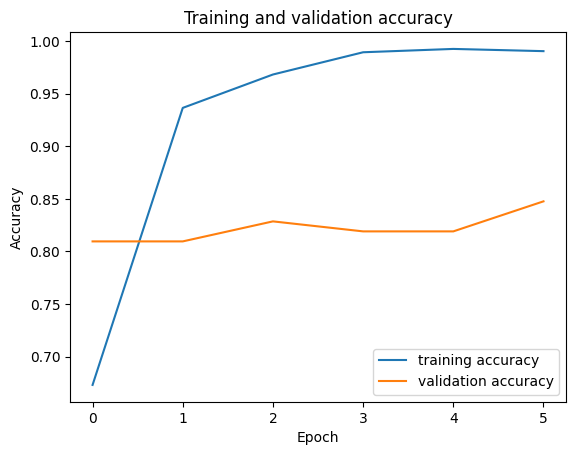 Training and validation accuracy
1.00
0.95
0.90
0.85
0.80
0.75
0.70
Accuracy
training accuracy
validation accuracy
0 1 2 3 4 5
Epoch